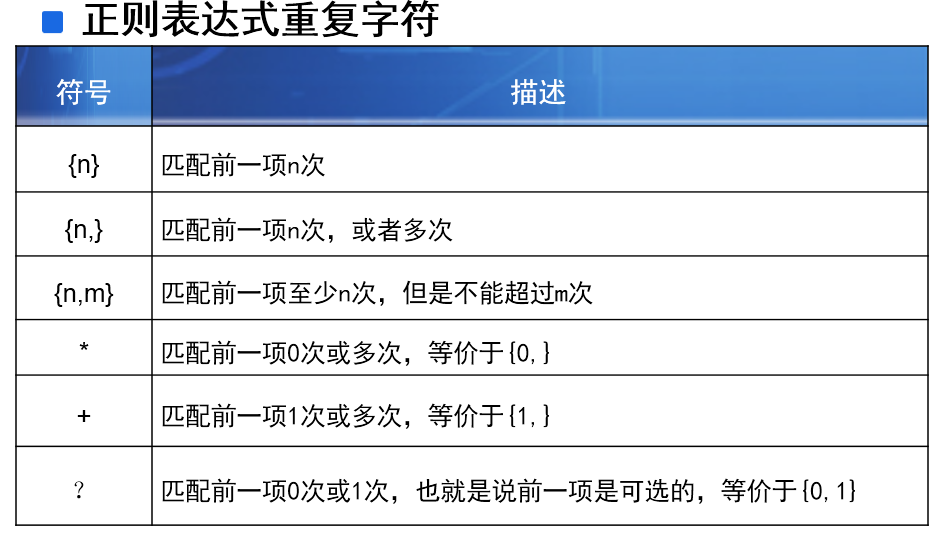 正则表达式重复字符
符号 描述
{n} 匹配前一项n次
{n,} 匹配前一项n次，或者多次
{n,m} 匹配前一项至少n次，但是不能超过m次
* 匹配前一项0次或多次，等价于{0,}
+ 匹配前一项1次或多次，等价于{1,}
？ 匹配前一项0次或1次，也就是说前一项是可选的，等价于{0,1}